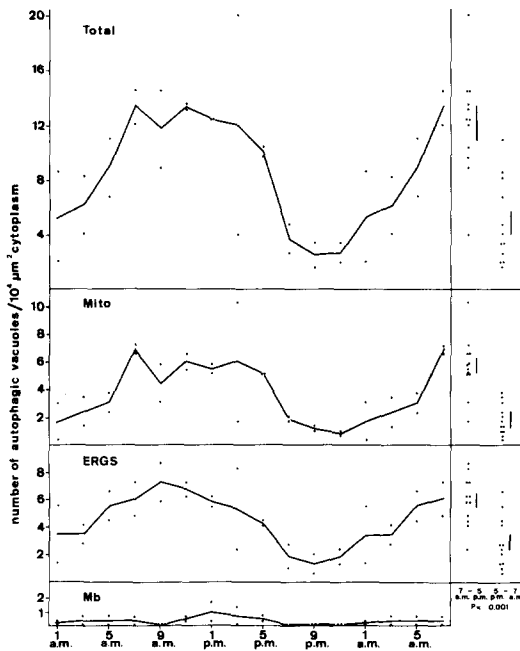 number of autophagic vacuoles/10⁴ μm² cytoplasm
Total
20
16
12
8
4
Mito
10
8
6
4
2
ERGS
8
6
4
2
Mb
2
1
1 a.m. 5 a.m. 9 a.m. 1 p.m. 5 p.m. 9 p.m. 1 a.m. 5 a.m.
7 - 5 5 - 7
a.m. p.m. p.m. a.m.
P< 0.001